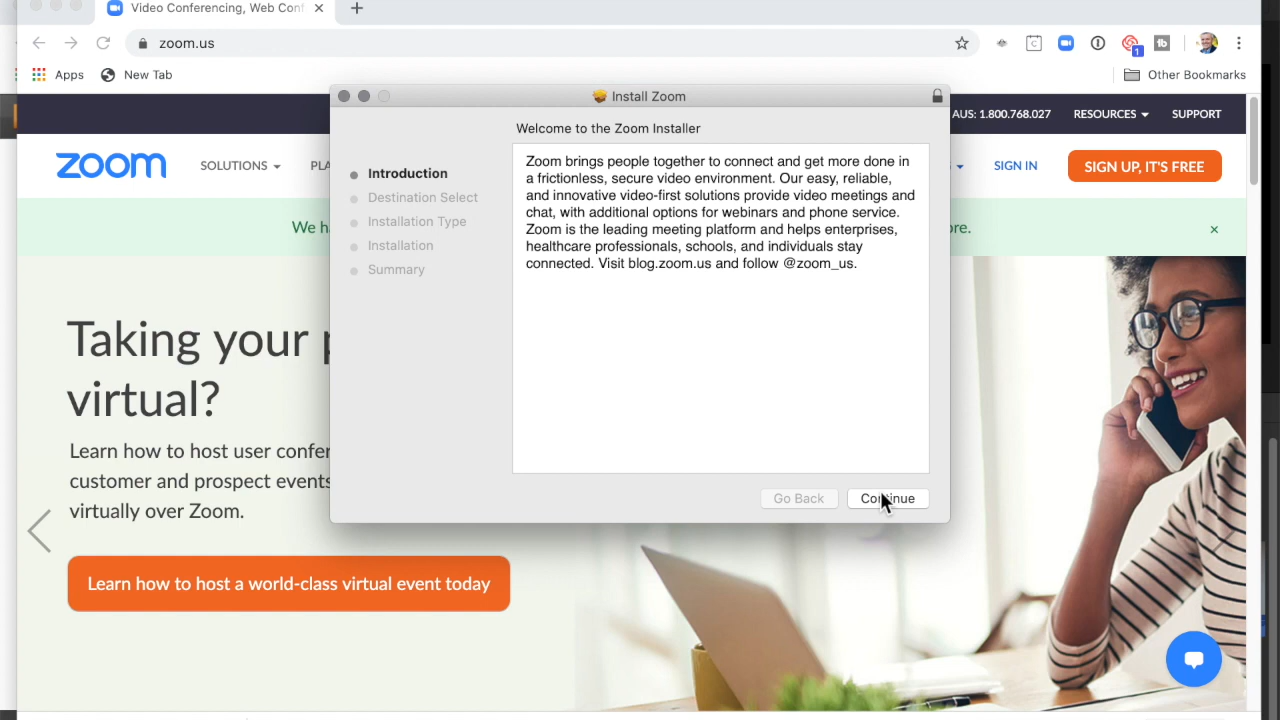 Video Conferencing, Web Conf
zoom.us
1
Apps
New Tab
Other Bookmarks
Install Zoom
AUS: 1.800.768.027
RESOURCES
SUPPORT
Welcome to the Zoom Installer
zoom
SOLUTIONS
PLA
SIGN IN
SIGN UP, IT'S FREE
Introduction
Destination Select
Installation Type
Installation
Summary
Zoom brings people together to connect and get more done in
a frictionless, secure video environment. Our easy, reliable,
and innovative video-first solutions provide video meetings and
chat, with additional options for webinars and phone service.
Zoom is the leading meeting platform and helps enterprises,
healthcare professionals, schools, and individuals stay
connected. Visit blog.zoom.us and follow @zoom_us.
We ha
ore.
Taking your p
virtual?
Learn how to host user confer
customer and prospect events
virtually over Zoom.
Go Back
Continue
Learn how to host a world-class virtual event today